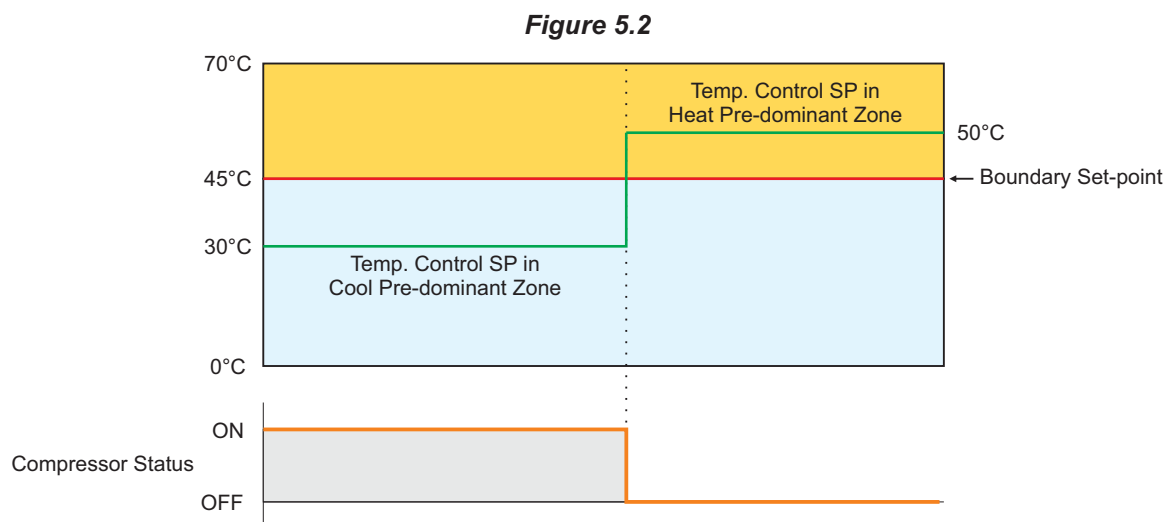 Figure 5.2
70°C
Temp. Control SP in
Heat Pre-dominant Zone
50°C
45°C
Boundary Set-point
30°C
Temp. Control SP in
Cool Pre-dominant Zone
0°C
ON
Compressor Status
OFF